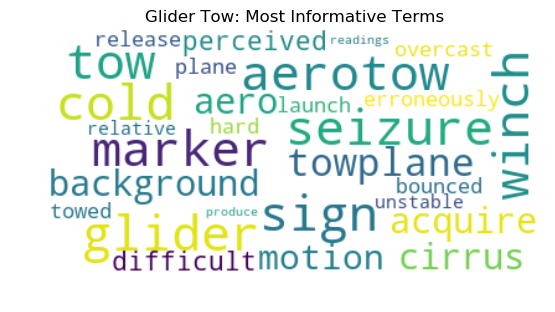 Glider Tow: Most Informative Terms
release perceived readings
tow plane overcast
aerotow
cold aero launch erroneously
winch
relative hard seizure
marker towplane
background bounced
towed produce sign unstable
glider acquire
difficult motion cirrus